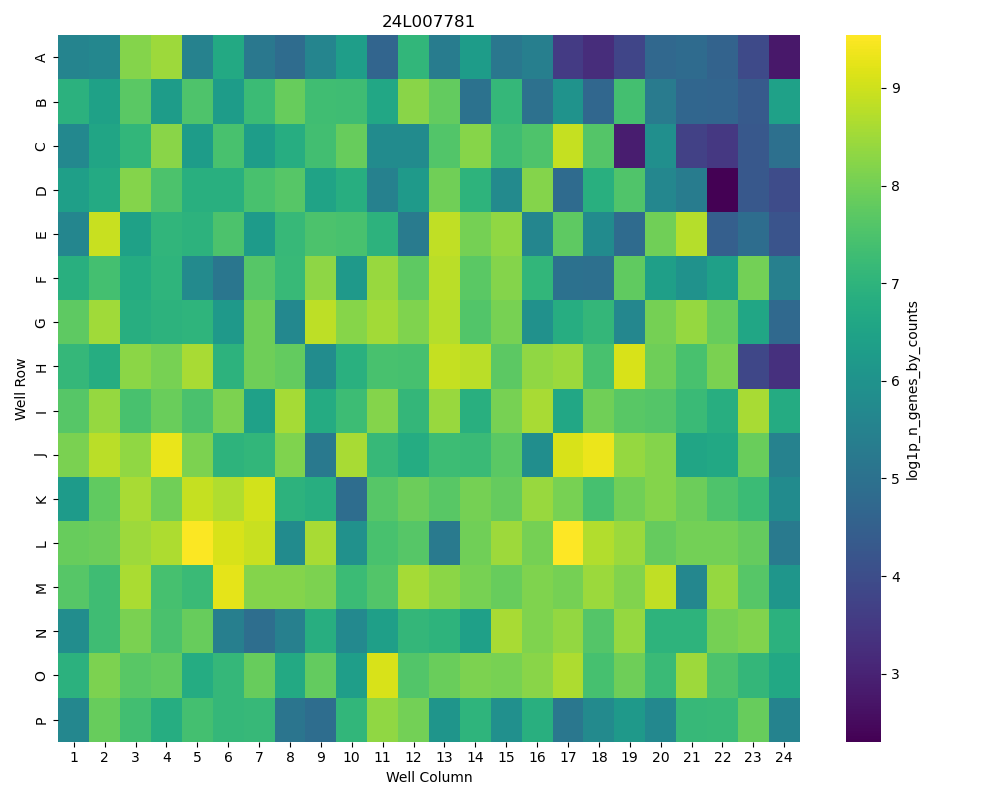 24L007781
A
B
C
D
E
F
G
H
I
J
K
L
M
N
O
P
Well Row
1 2 3 4 5 6 7 8 9 10 11 12 13 14 15 16 17 18 19 20 21 22 23 24
Well Column
9
8
7
6
5
4
3
log1p_n_genes_by_counts